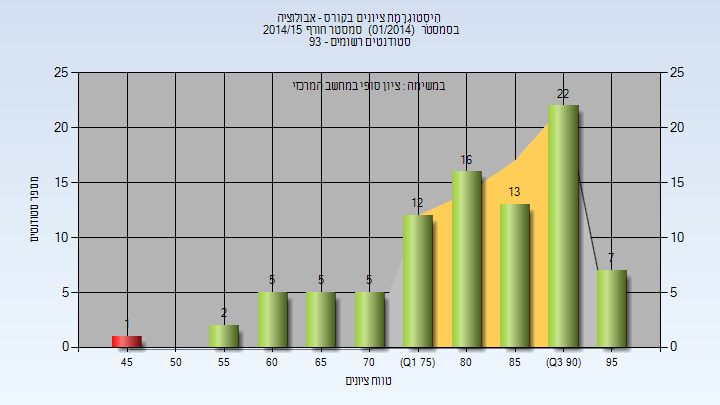 היסטוגרמת ציונים בקורס - אבולוציה
בסמסטר (01/2014) סמסטר חורף 2014/15
סטודנטים רשומים - 93
במשימה : ציון סופי במחשב המרכזי
25 25
20 20
15 15
10 10
5 5
0 0
1 2 5 5 5 12 16 13 22 7
מספר סטודנטים
45 50 55 60 65 70 (Q1 75) 80 85 (Q3 90) 95
טווח ציונים